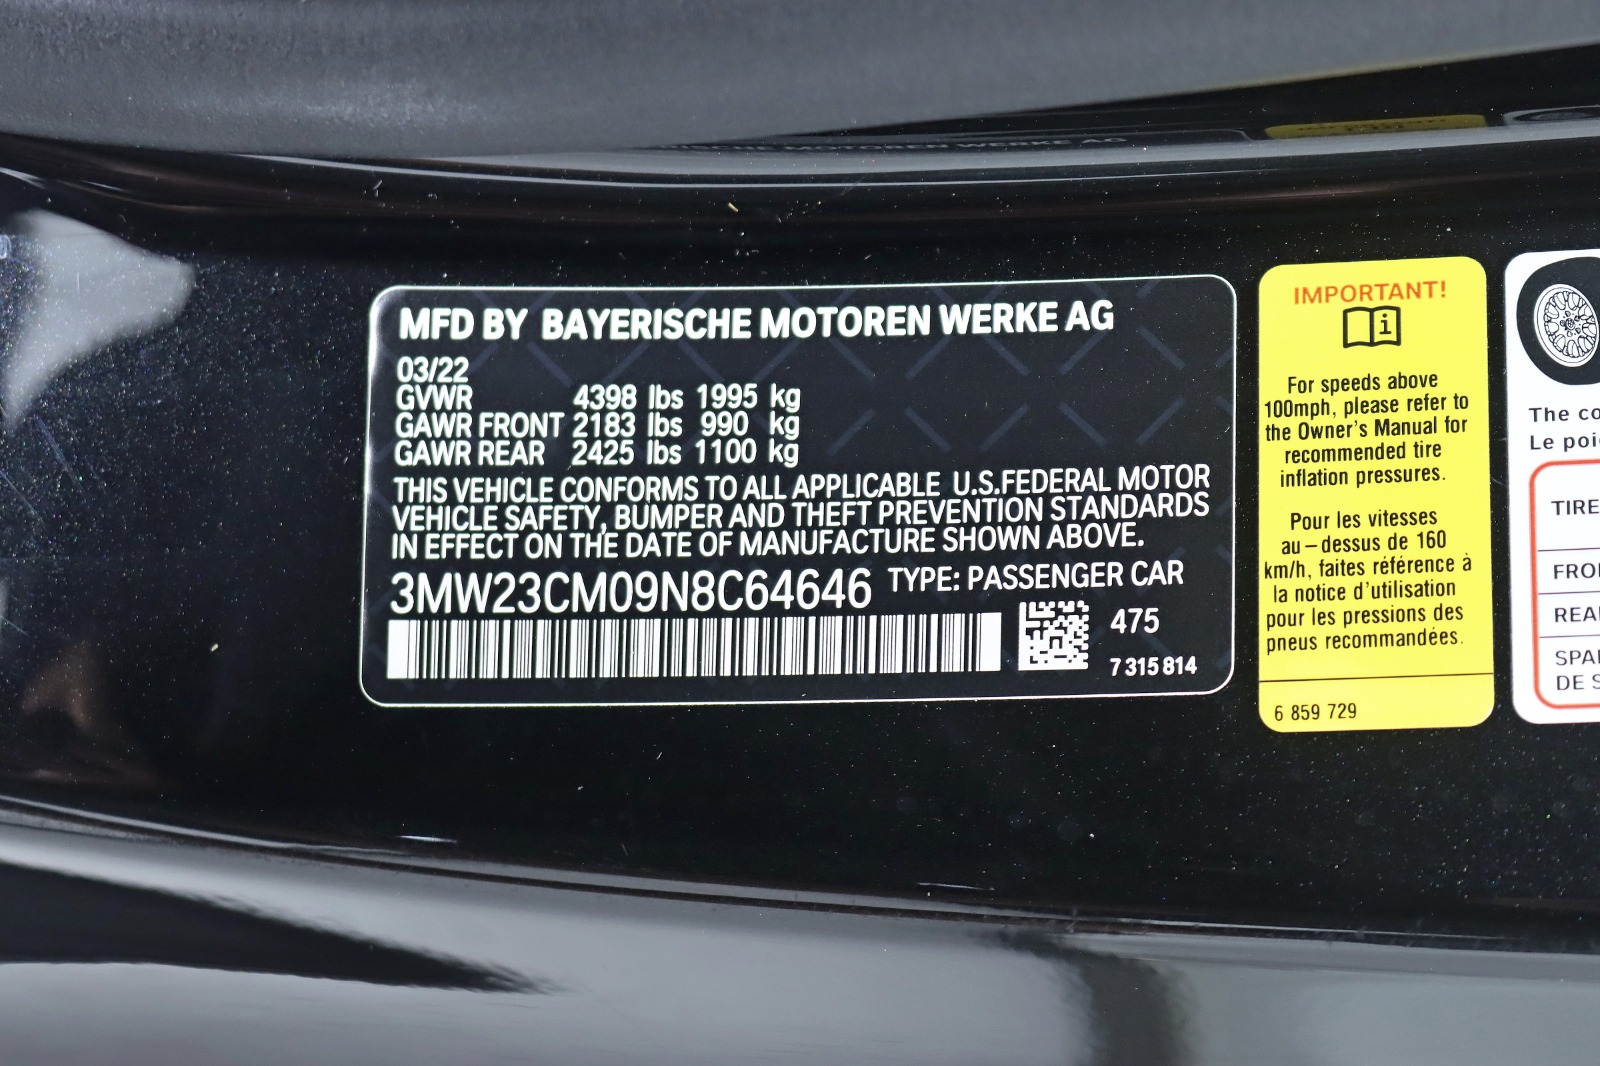 MFD BY BAYERISCHE MOTOREN WERKE AG
03/22
GVWR 4398 lbs 1995 kg
GAWR FRONT 2183 lbs 990 kg
GAWR REAR 2425 lbs 1100 kg
THIS VEHICLE CONFORMS TO ALL APPLICABLE U.S.FEDERAL MOTOR
VEHICLE SAFETY, BUMPER AND THEFT PREVENTION STANDARDS
IN EFFECT ON THE DATE OF MANUFACTURE SHOWN ABOVE.
3MW23CM09N8C64646 TYPE: PASSENGER CAR
475
7 315 814
IMPORTANT!
i
For speeds above
100mph, please refer to
the Owner's Manual for
recommended tire
inflation pressures.
Pour les vitesses
au-dessus de 160
km/h, faites référence à
la notice d'utilisation
pour les pressions des
pneus recommandées.
6 859 729
The
Le
TIRE
DE